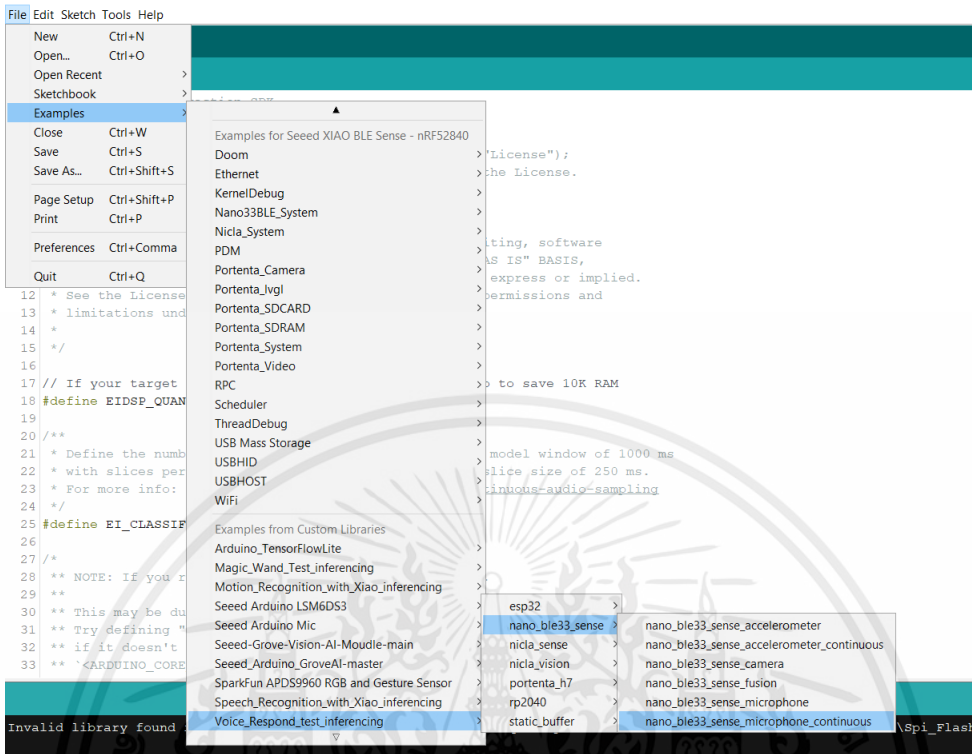 File Edit Sketch Tools Help
New Ctrl+N
Open... Ctrl+O
Open Recent
Sketchbook
Examples
Close Ctrl+W
Save Ctrl+S
Save As... Ctrl+Shift+S
Page Setup Ctrl+Shift+P
Print Ctrl+P
Preferences Ctrl+Comma
Quit Ctrl+Q
Examples for Seeed XIAO BLE Sense - nRF52840
Doom
Ethernet
KernelDebug
Nano33BLE_System
Nicla_System
PDM
Portenta_Camera
Portenta_lvgl
Portenta_SDCARD
Portenta_SDRAM
Portenta_System
Portenta_Video
RPC
Scheduler
ThreadDebug
USB Mass Storage
USBHID
USBHOST
WiFi
Examples from Custom Libraries
Arduino_TensorFlowLite
Magic_Wand_Test_inferencing
Motion_Recognition_with_Xiao_inferencing
Seeed Arduino LSM6DS3
Seeed Arduino Mic
Seeed-Grove-Vision-AI-Moudle-main
Seeed_Arduino_GroveAI-master
SparkFun APDS9960 RGB and Gesture Sensor
Speech_Recognition_with_Xiao_inferencing
Voice_Respond_test_inferencing
esp32
nano_ble33_sense
nicla_sense
nicla_vision
portenta_h7
rp2040
static_buffer
nano_ble33_sense_accelerometer
nano_ble33_sense_accelerometer_continuous
nano_ble33_sense_camera
nano_ble33_sense_fusion
nano_ble33_sense_microphone
nano_ble33_sense_microphone_continuous
"License");
the License.
iting, software
AS IS" BASIS,
express or implied.
12 * See the License permissions and
13 * limitations und
14 *
15 */
16
17 // If your target to save 10K RAM
18 #define EIDSP_QUAN
19
20 /**
21 * Define the numb model window of 1000 ms
22 * with slices per slice size of 250 ms.
23 * For more info: tinuous-audio-sampling
24 */
25 #define EI_CLASSIF
26
27 /*
28 ** NOTE: If you r
29 **
30 ** This may be du
31 ** Try defining "
32 ** if it doesn't
33 ** `<ARDUINO_CORE
Invalid library found \Spi_Flash